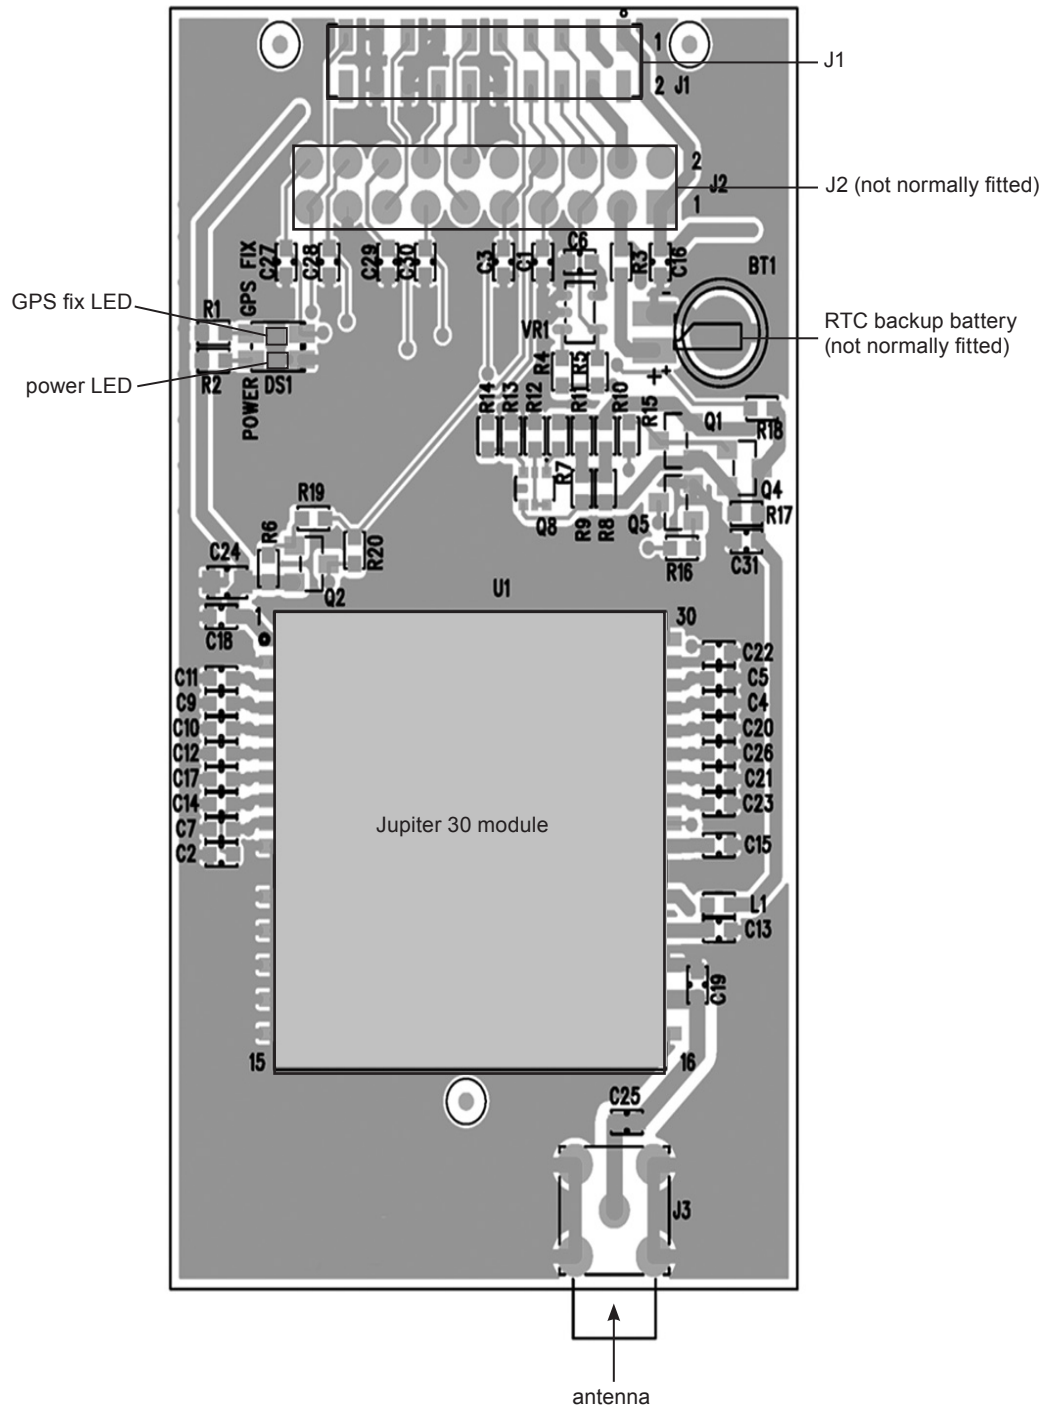 1
J1
2 J1
2
J2
J2 (not normally fitted)
1
C27
GPS FIX
C28
C29
C30
C3
C1
C6
R3
C16
BT1
GPS fix LED
R1
VR1
RTC backup battery
(not normally fitted)
power LED
R2
DS1
POWER
R4
R5
R14
R13
R12
R11
R10
R15
Q1
R18
R7
Q4
R19
Q8
R9
R8
Q5
R17
R6
R20
R16
C31
C24
Q2
U1
C18
1
30
C22
C11
C5
C9
C4
C10
C20
C12
C26
C17
C21
C14
C23
Jupiter 30 module
C7
C15
C2
L1
C13
C19
15
16
C25
J3
antenna